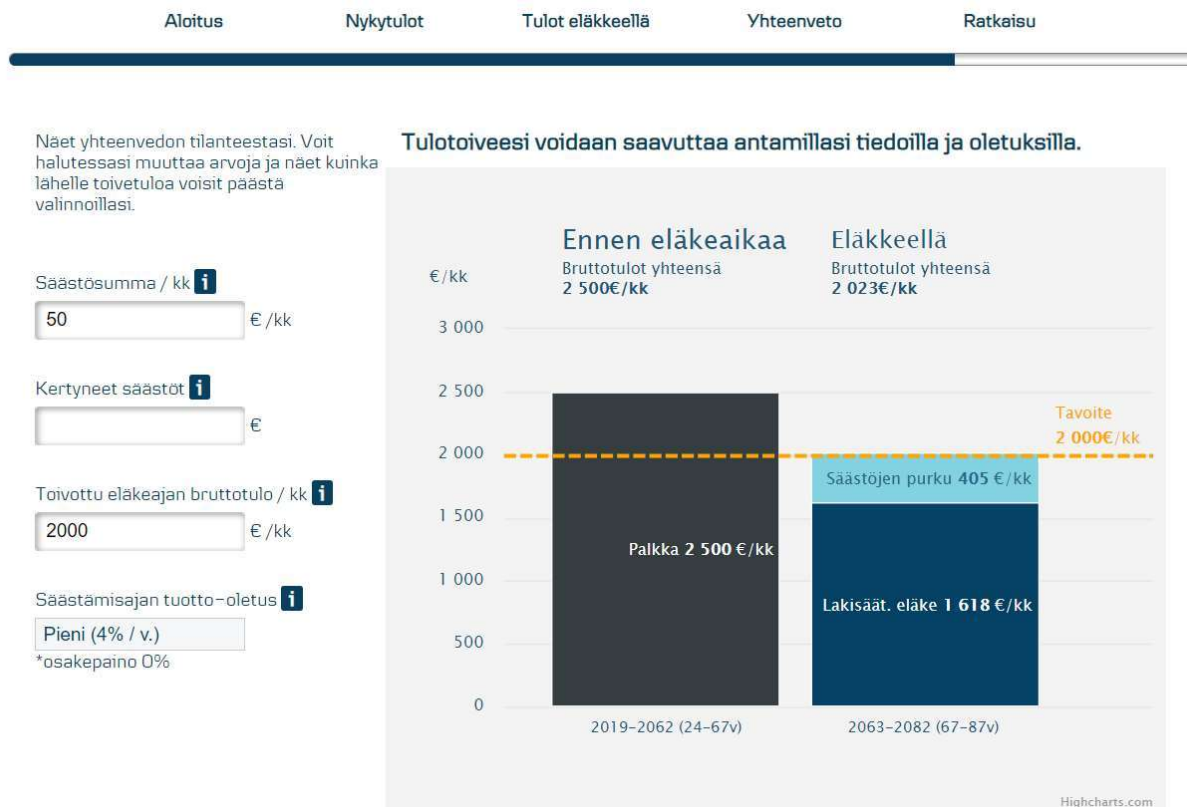 Aloitus Nykytulot Tulot eläkkeellä Yhteenveto Ratkaisu
Näet yhteenvedon tilanteestasi. Voit
halutessasi muuttaa arvoja ja näet kuinka
lähelle toivetuloa voisit päästä
valinnoillasi.
Säästösumma / kk i
50 € /kk
Kertyneet säästöt i
€
Toivottu eläkeajan bruttotulo / kk i
2000 € /kk
Säästämisajan tuotto-oletus i
Pieni (4% / v.)
*osakepaino 0%
Tulotoiveesi voidaan saavuttaa antamillasi tiedoilla ja oletuksilla.
Ennen eläkeaikaa
Bruttotulot yhteensä
2 500€/kk
Eläkkeellä
Bruttotulot yhteensä
2 023€/kk
€/kk
3 000
2 500
2 000
1 500
1 000
500
0
Tavoite
2 000€/kk
Säästöjen purku 405 €/kk
Palkka 2 500 €/kk
Lakisäät. eläke 1 618 €/kk
2019-2062 (24-67v) 2063-2082 (67-87v)
Highcharts.com